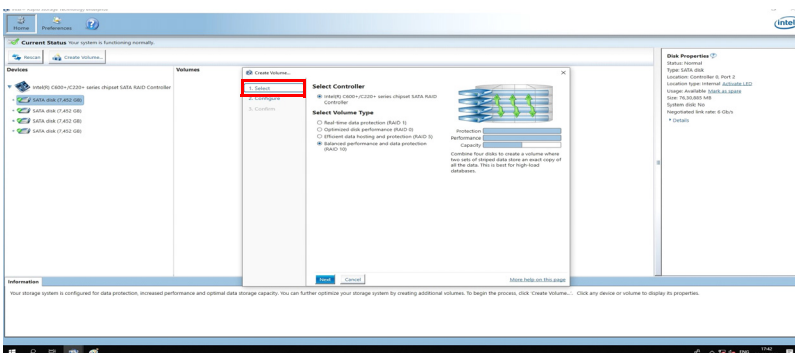 Home
Preferences
intel
Current Status Your system is functioning normally.
Rescan
Create Volume...
Devices
Volumes
Intel(R) C600+/C220+ series chipset SATA RAID Controller
SATA disk (7,452 GB)
SATA disk (7,452 GB)
SATA disk (7,452 GB)
SATA disk (7,452 GB)
Create Volume...
1. Select
2. Configure
3. Confirm
Select Controller
Intel(R) C600+/C220+ series chipset SATA RAID
Controller
Select Volume Type
Real-time data protection (RAID 1)
Optimized disk performance (RAID 0)
Efficient data hosting and protection (RAID 5)
Balanced performance and data protection
(RAID 10)
Protection
Performance
Capacity
Combine four disks to create a volume where
two sets of striped data store an exact copy of
all the data. This is best for high-load
databases.
Next
Cancel
More help on this page
Disk Properties
Status: Normal
Type: SATA disk
Location: Controller 0, Port 2
Location type: Internal Activate LED
Usage: Available Mark as spare
Size: 76,30,885 MB
System disk: No
Negotiated link rate: 6 Gb/s
Details
Information
Your storage system is configured for data protection, increased performance and optimal data storage capacity. You can further optimize your storage system by creating additional volumes. To begin the process, click 'Create Volume...'. Click any device or volume to display its properties.
ENG
17:42